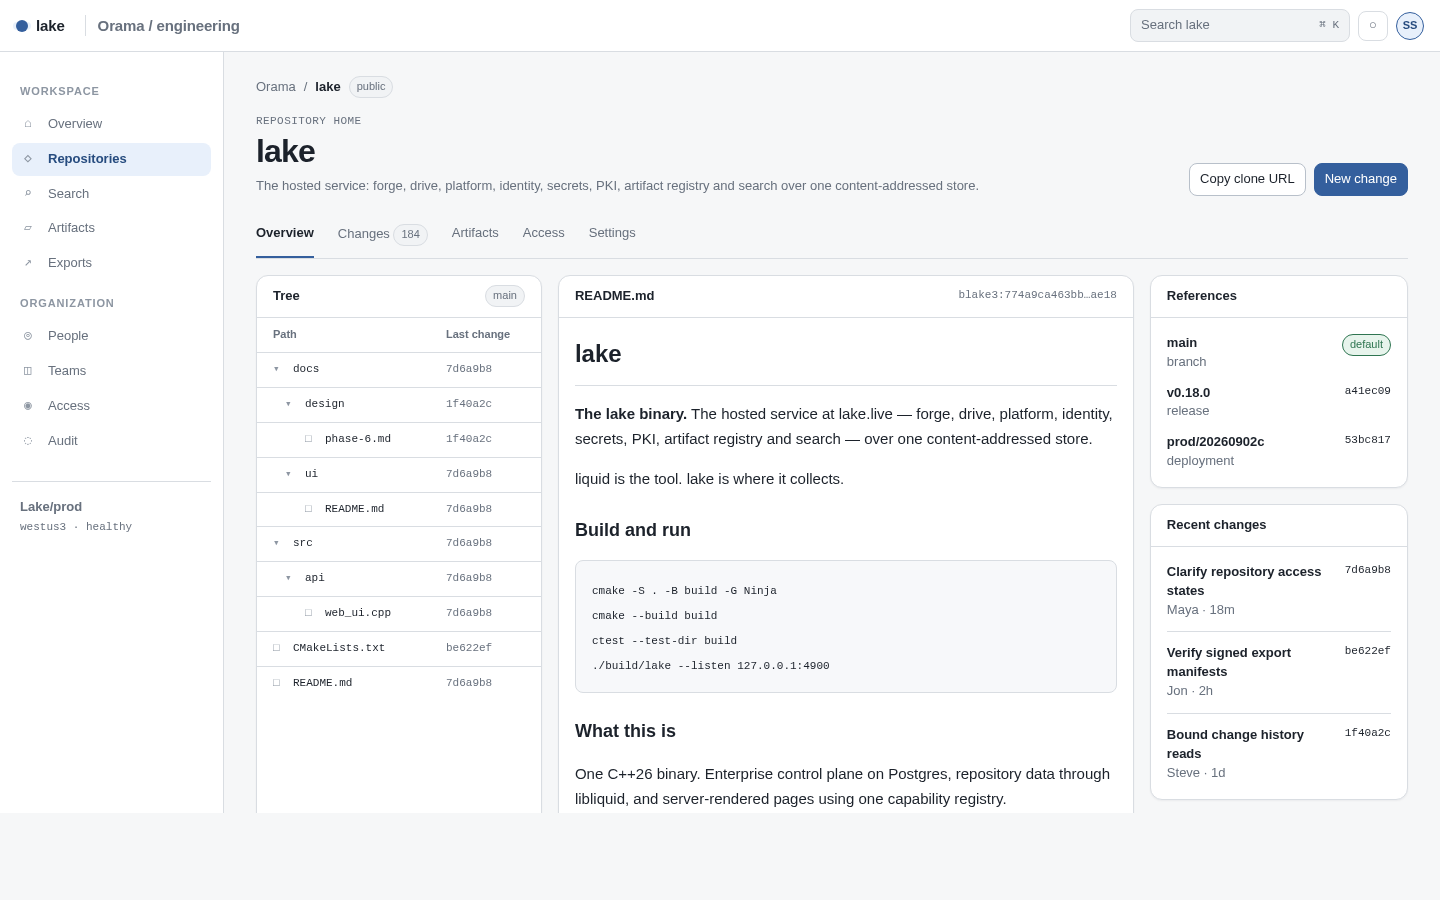 lake
Orama / engineering
Search lake ⌘ K
SS
WORKSPACE
Overview
Repositories
Search
Artifacts
Exports
ORGANIZATION
People
Teams
Access
Audit
Lake/prod
westus3 · healthy
Orama / lake public
REPOSITORY HOME
lake
The hosted service: forge, drive, platform, identity, secrets, PKI, artifact registry and search over one content-addressed store.
Copy clone URL
New change
Overview Changes 184 Artifacts Access Settings
Tree main
Path Last change
docs 7d6a9b8
design 1f40a2c
phase-6.md 1f40a2c
ui 7d6a9b8
README.md 7d6a9b8
src 7d6a9b8
api 7d6a9b8
web_ui.cpp 7d6a9b8
CMakeLists.txt be622ef
README.md 7d6a9b8
README.md blake3:774a9ca463bb…ae18
lake
The lake binary. The hosted service at lake.live — forge, drive, platform, identity,
secrets, PKI, artifact registry and search — over one content-addressed store.
liquid is the tool. lake is where it collects.
Build and run
cmake -S . -B build -G Ninja
cmake --build build
ctest --test-dir build
./build/lake --listen 127.0.0.1:4900
What this is
One C++26 binary. Enterprise control plane on Postgres, repository data through
libliquid, and server-rendered pages using one capability registry.
References
main default
branch
v0.18.0 a41ec09
release
prod/20260902c 53bc817
deployment
Recent changes
Clarify repository access 7d6a9b8
states
Maya · 18m
Verify signed export be622ef
manifests
Jon · 2h
Bound change history 1f40a2c
reads
Steve · 1d